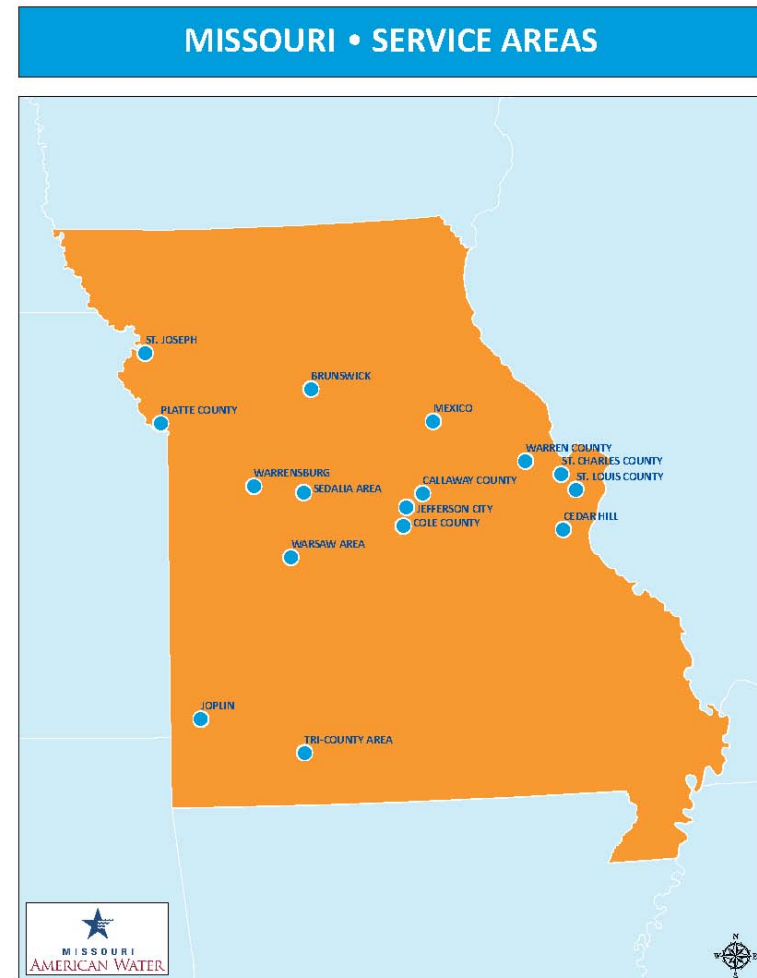 MISSOURI • SERVICE AREAS
ST. JOSEPH
BRUNSWICK
PLATTE COUNTY
MEXICO
WARREN COUNTY
ST. CHARLES COUNTY
WARRENSBURG
CALLAWAY COUNTY
ST. LOUIS COUNTY
SEDALIA AREA
JEFFERSON CITY
CEDAR HILL
COLE COUNTY
WARSAW AREA
JOPLIN
TRI-COUNTY AREA
MISSOURI
AMERICAN WATER
N
W E
S